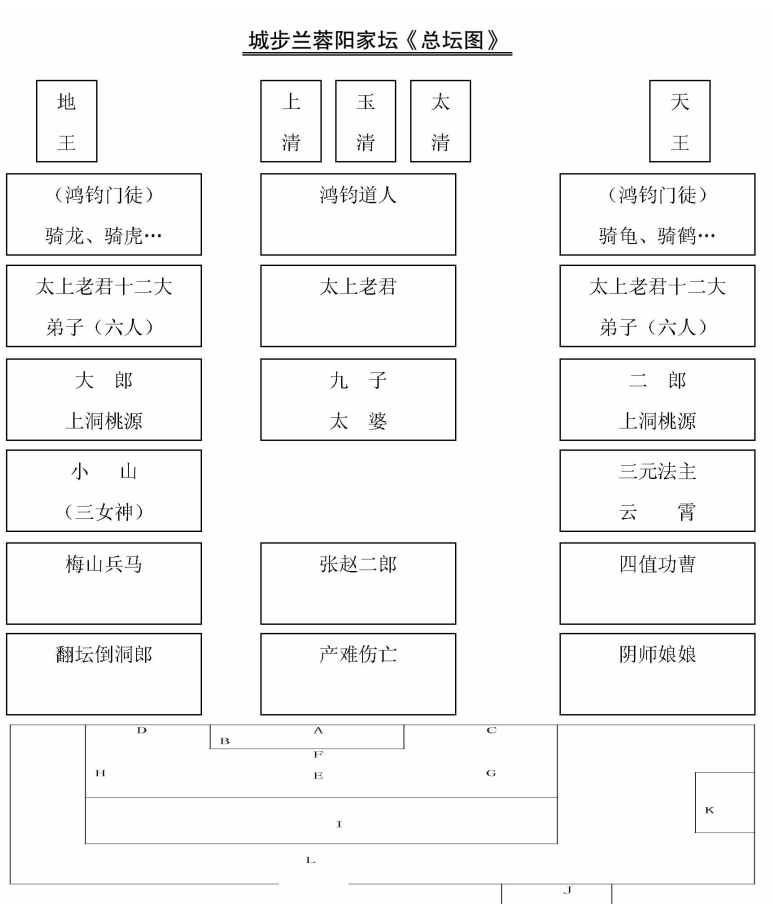 城步兰蓉阳家坛《总坛图》
地
王
上
清
玉
清
太
清
天
王
（鸿钧门徒）
骑龙、骑虎…
鸿钧道人
（鸿钧门徒）
骑龟、骑鹤…
太上老君十二大
弟子（六人）
太上老君
太上老君十二大
弟子（六人）
大 郎
上洞桃源
九 子
太 婆
二 郎
上洞桃源
小 山
（三女神）
三元法主
云 霄
梅山兵马
张赵二郎
四值功曹
翻坛倒洞郎
产难伤亡
阴师娘娘
D
A
C
B
F
H
E
G
K
I
L
J